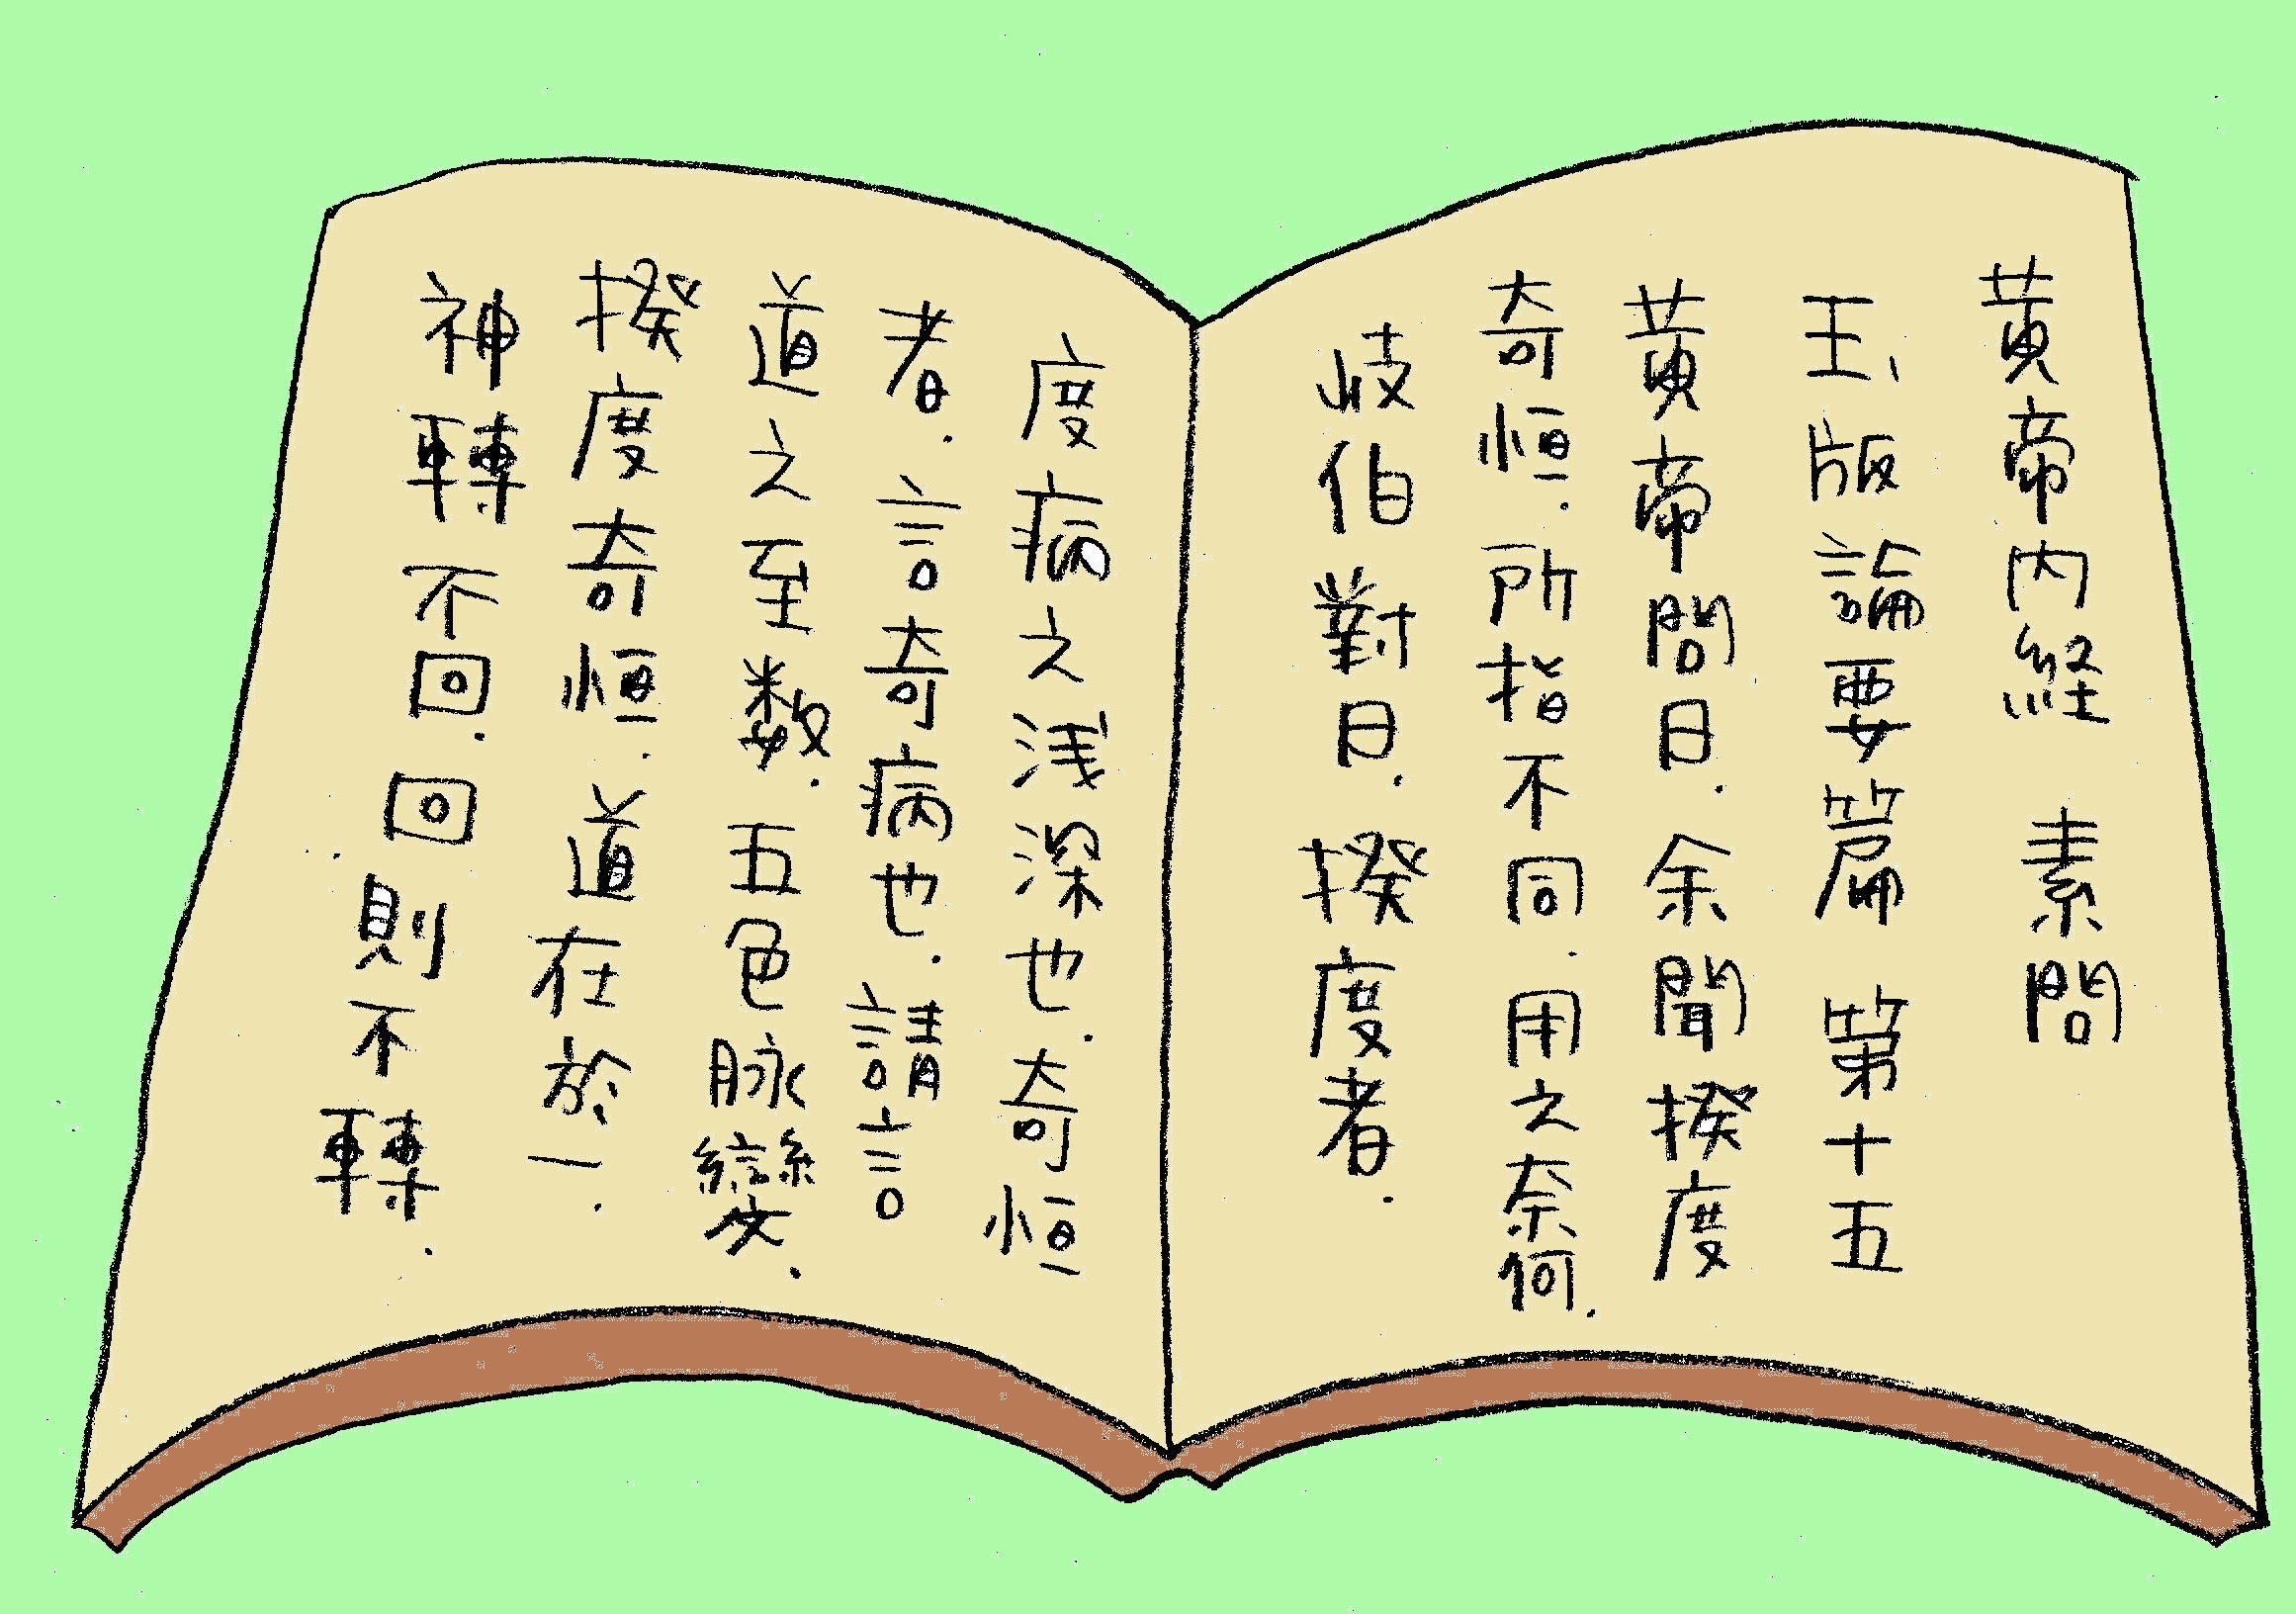 黄帝内経　素問
玉版論要篇　第十五
黄帝問曰.余聞揆度
奇恒.所指不同.用之奈何.
岐伯對曰.揆度者.
度病之浅深也.奇恒
者.言奇病也.請言
道之至数.五色脉變.
揆度奇恒.道在於一.
神轉不回.回則不轉.